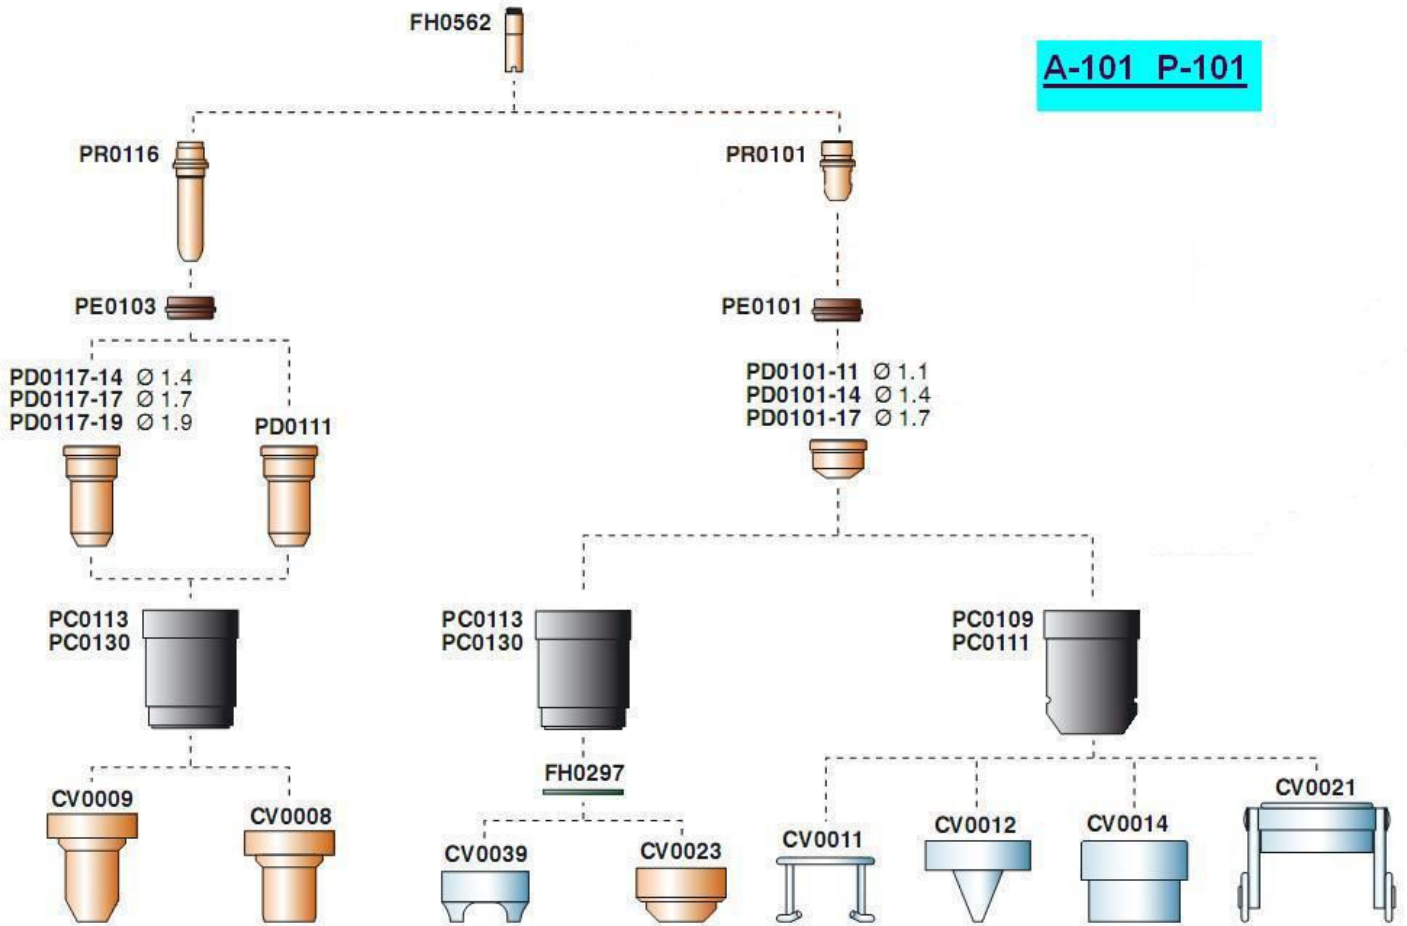 FH0562
A-101 P-101
PR0116
PR0101
PE0103
PE0101
PD0117-14 Ø 1.4
PD0117-17 Ø 1.7
PD0117-19 Ø 1.9
PD0111
PD0101-11 Ø 1.1
PD0101-14 Ø 1.4
PD0101-17 Ø 1.7
PC0113
PC0130
PC0113
PC0130
PC0109
PC0111
FH0297
CV0009
CV0008
CV0039
CV0023
CV0011
CV0012
CV0014
CV0021